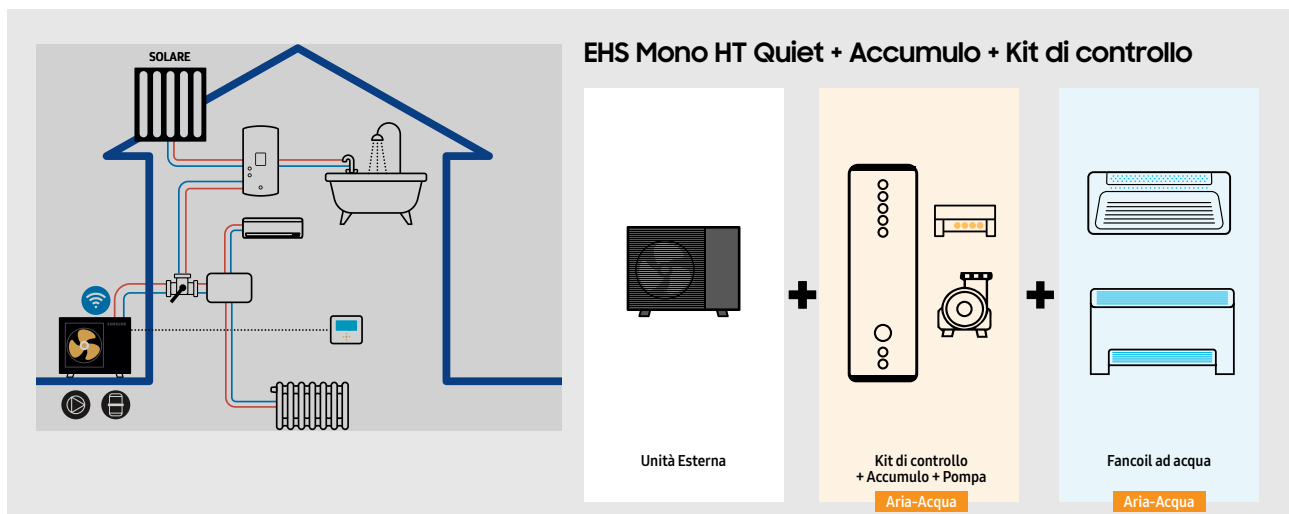 SOLARE
EHS Mono HT Quiet + Accumulo + Kit di controllo
SAMSUNG
Unità Esterna
Kit di controllo
+ Accumulo + Pompa
Aria-Acqua
Fancoil ad acqua
Aria-Acqua